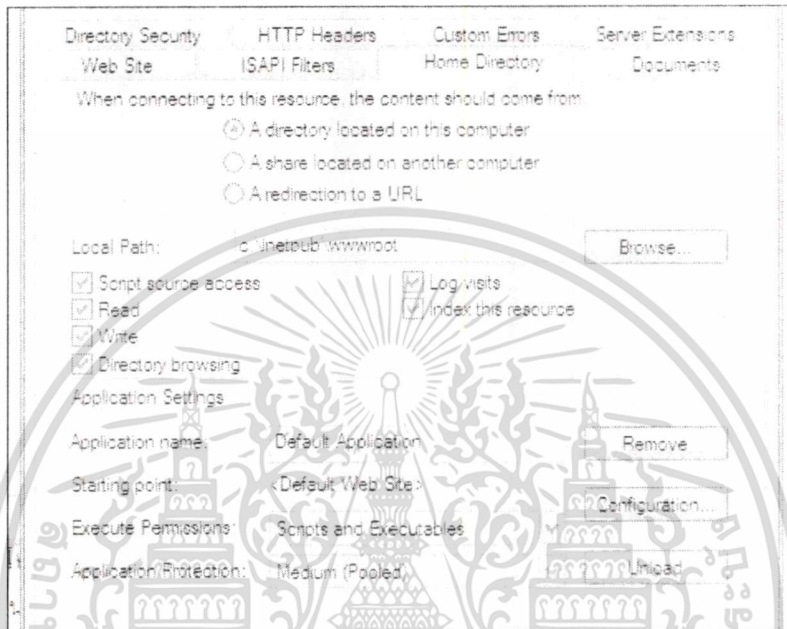 Directory Security HTTP Headers Custom Errors Server Extensions
Web Site ISAPI Filters Home Directory Documents
When connecting to this resource, the content should come from:
A directory located on this computer
A share located on another computer
A redirection to a URL
Local Path: c:\inetpub\wwwroot Browse...
Script source access Log visits
Read Index this resource
Write
Directory browsing
Application Settings
Application name: Default Application Remove
Starting point: <Default Web Site>
Configuration...
Execute Permissions: Scripts and Executables
Application Protection: Medium (Pooled) Unload